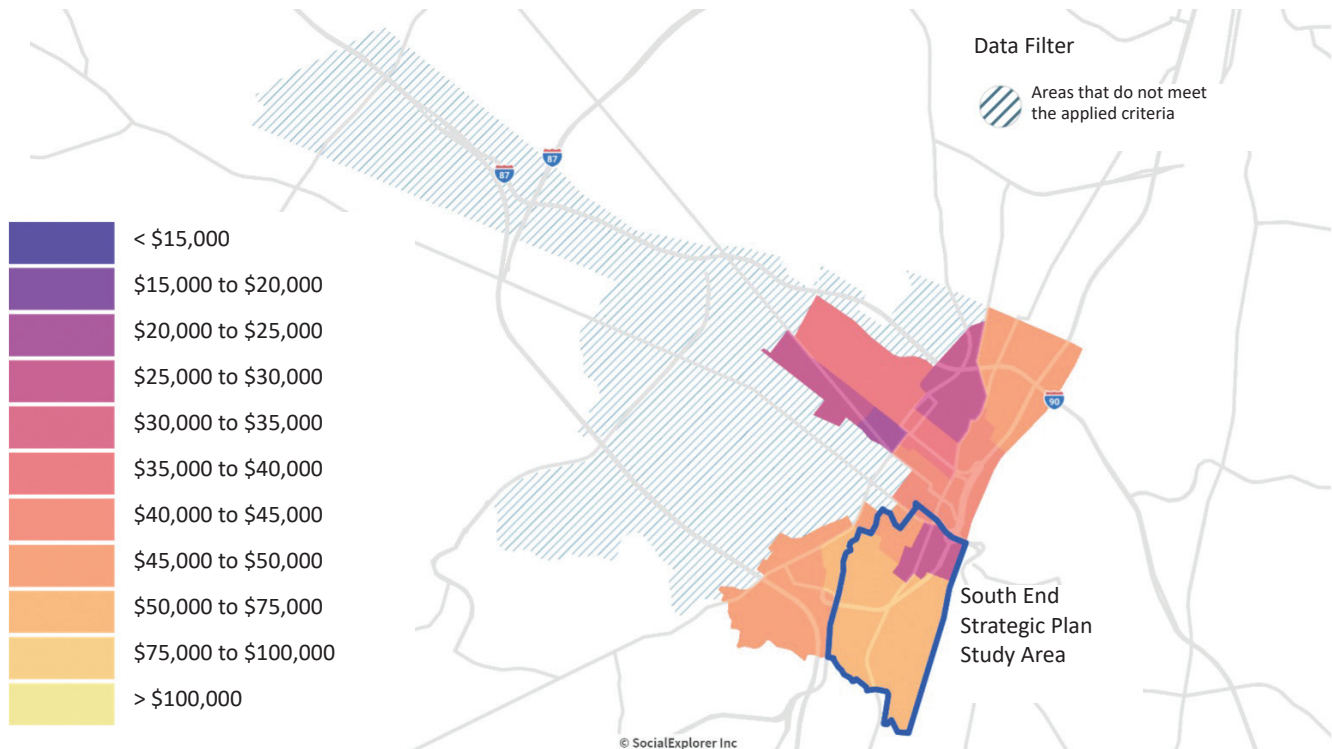 Data Filter
Areas that do not meet
the applied criteria
87
87
< $15,000
$15,000 to $20,000
$20,000 to $25,000
$25,000 to $30,000
$30,000 to $35,000
$35,000 to $40,000
$40,000 to $45,000
$45,000 to $50,000
$50,000 to $75,000
$75,000 to $100,000
> $100,000
90
South End
Strategic Plan
Study Area
© SocialExplorer Inc